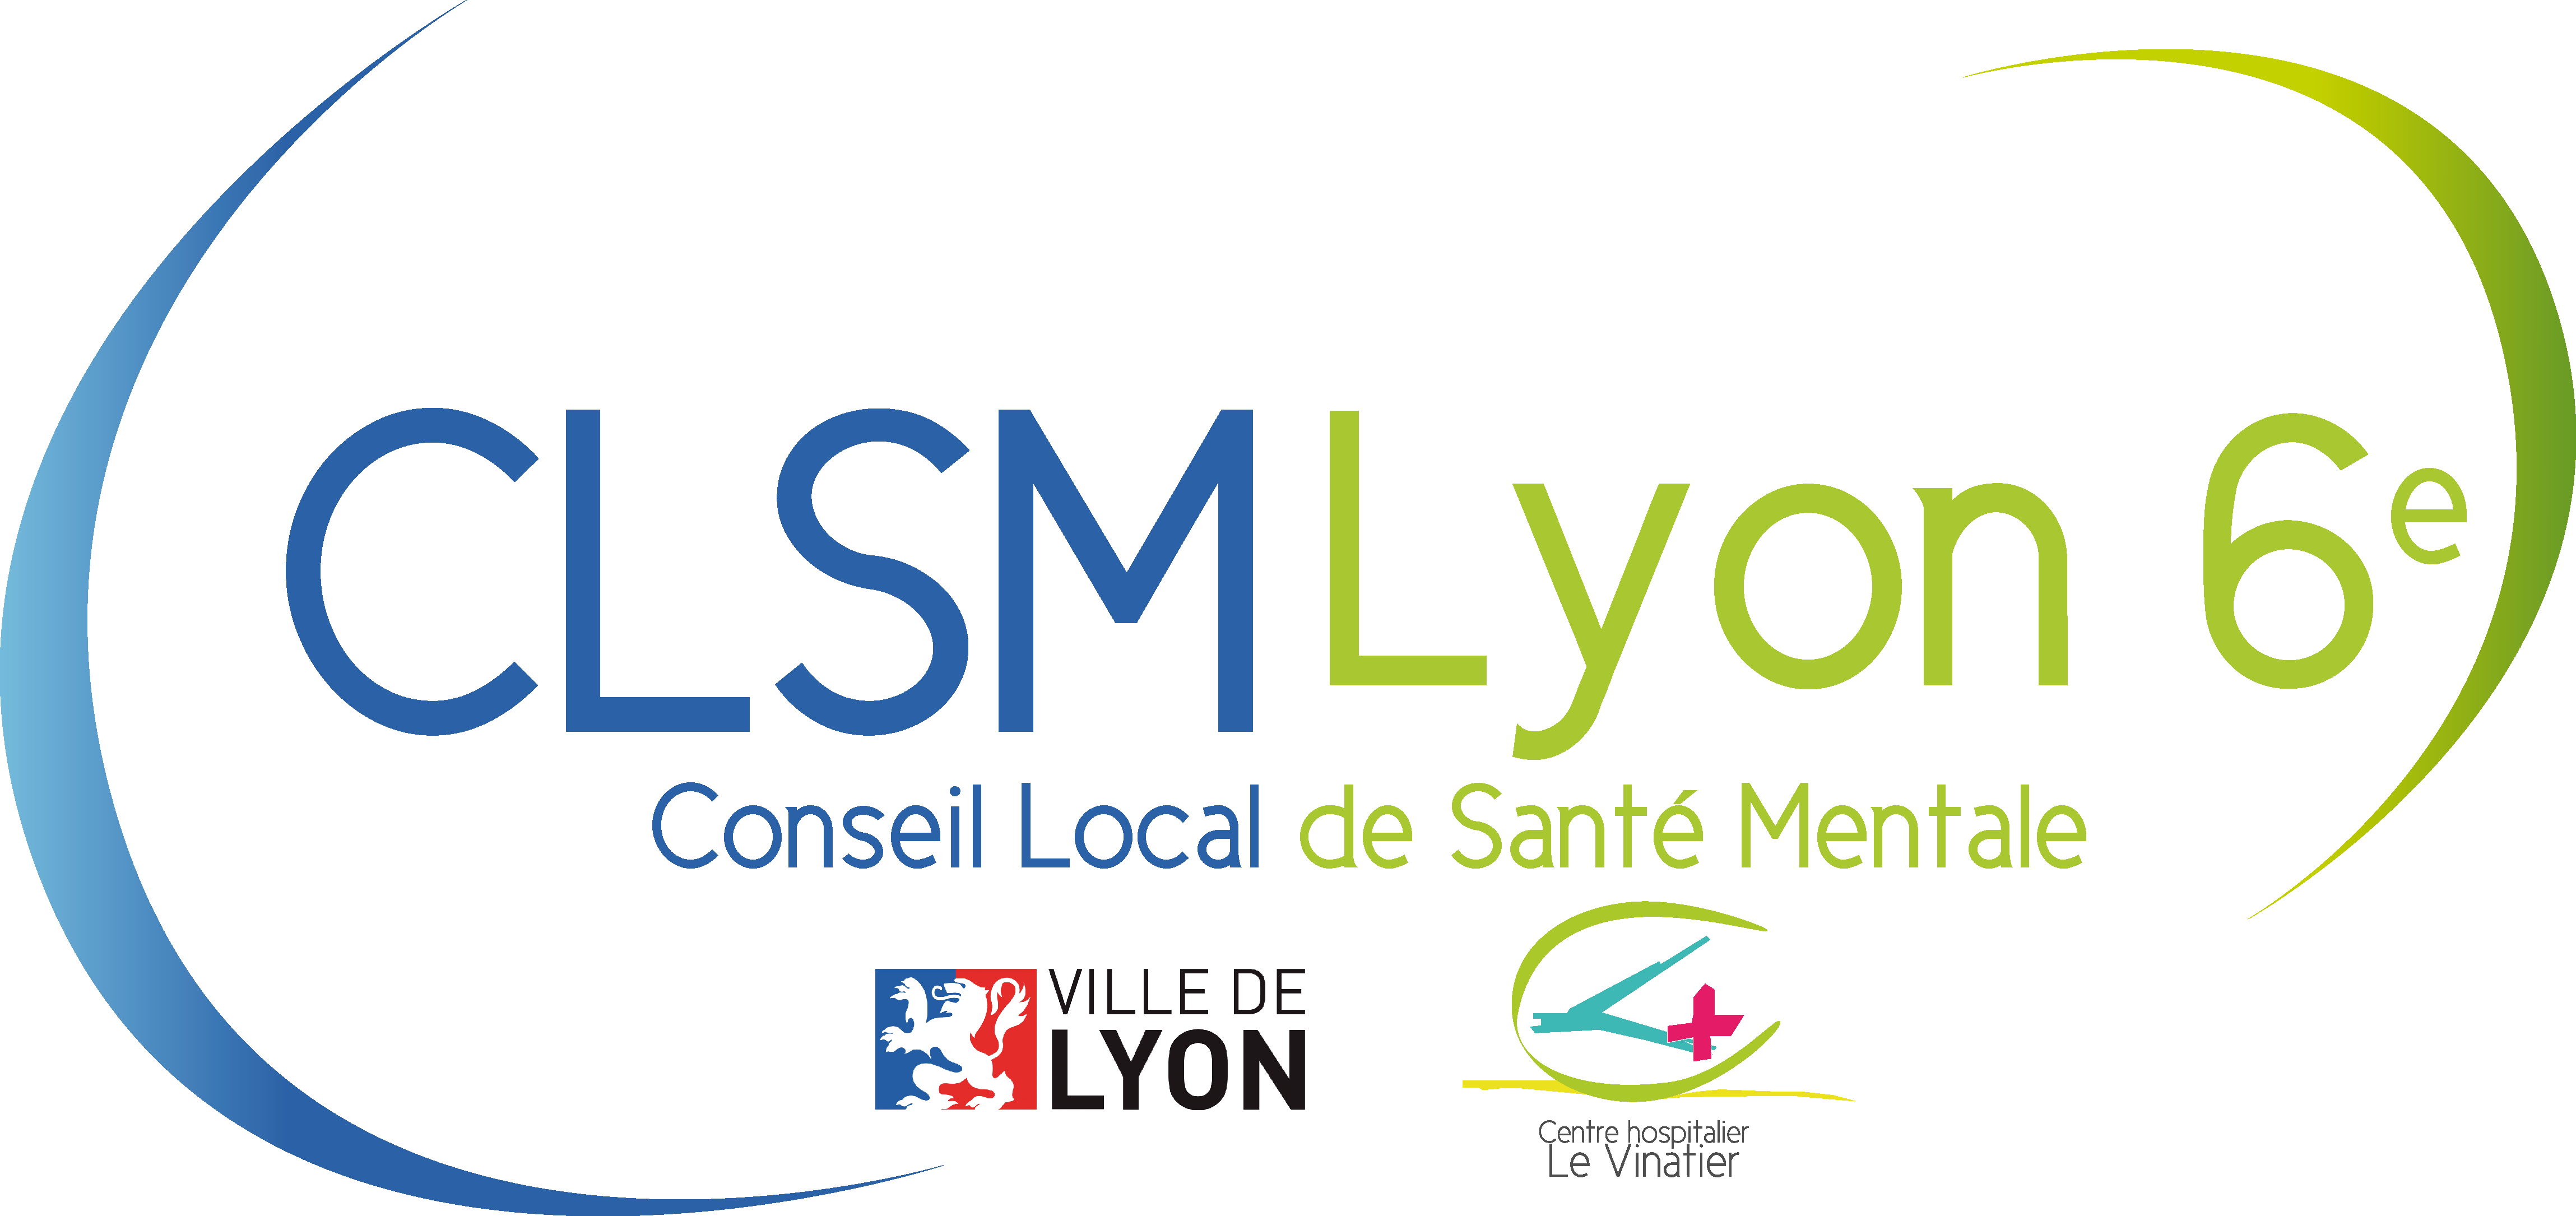 CLSM Lyon 6e
Conseil Local de Santé Mentale
VILLE DE
LYON
Centre hospitalier
Le Vinatier